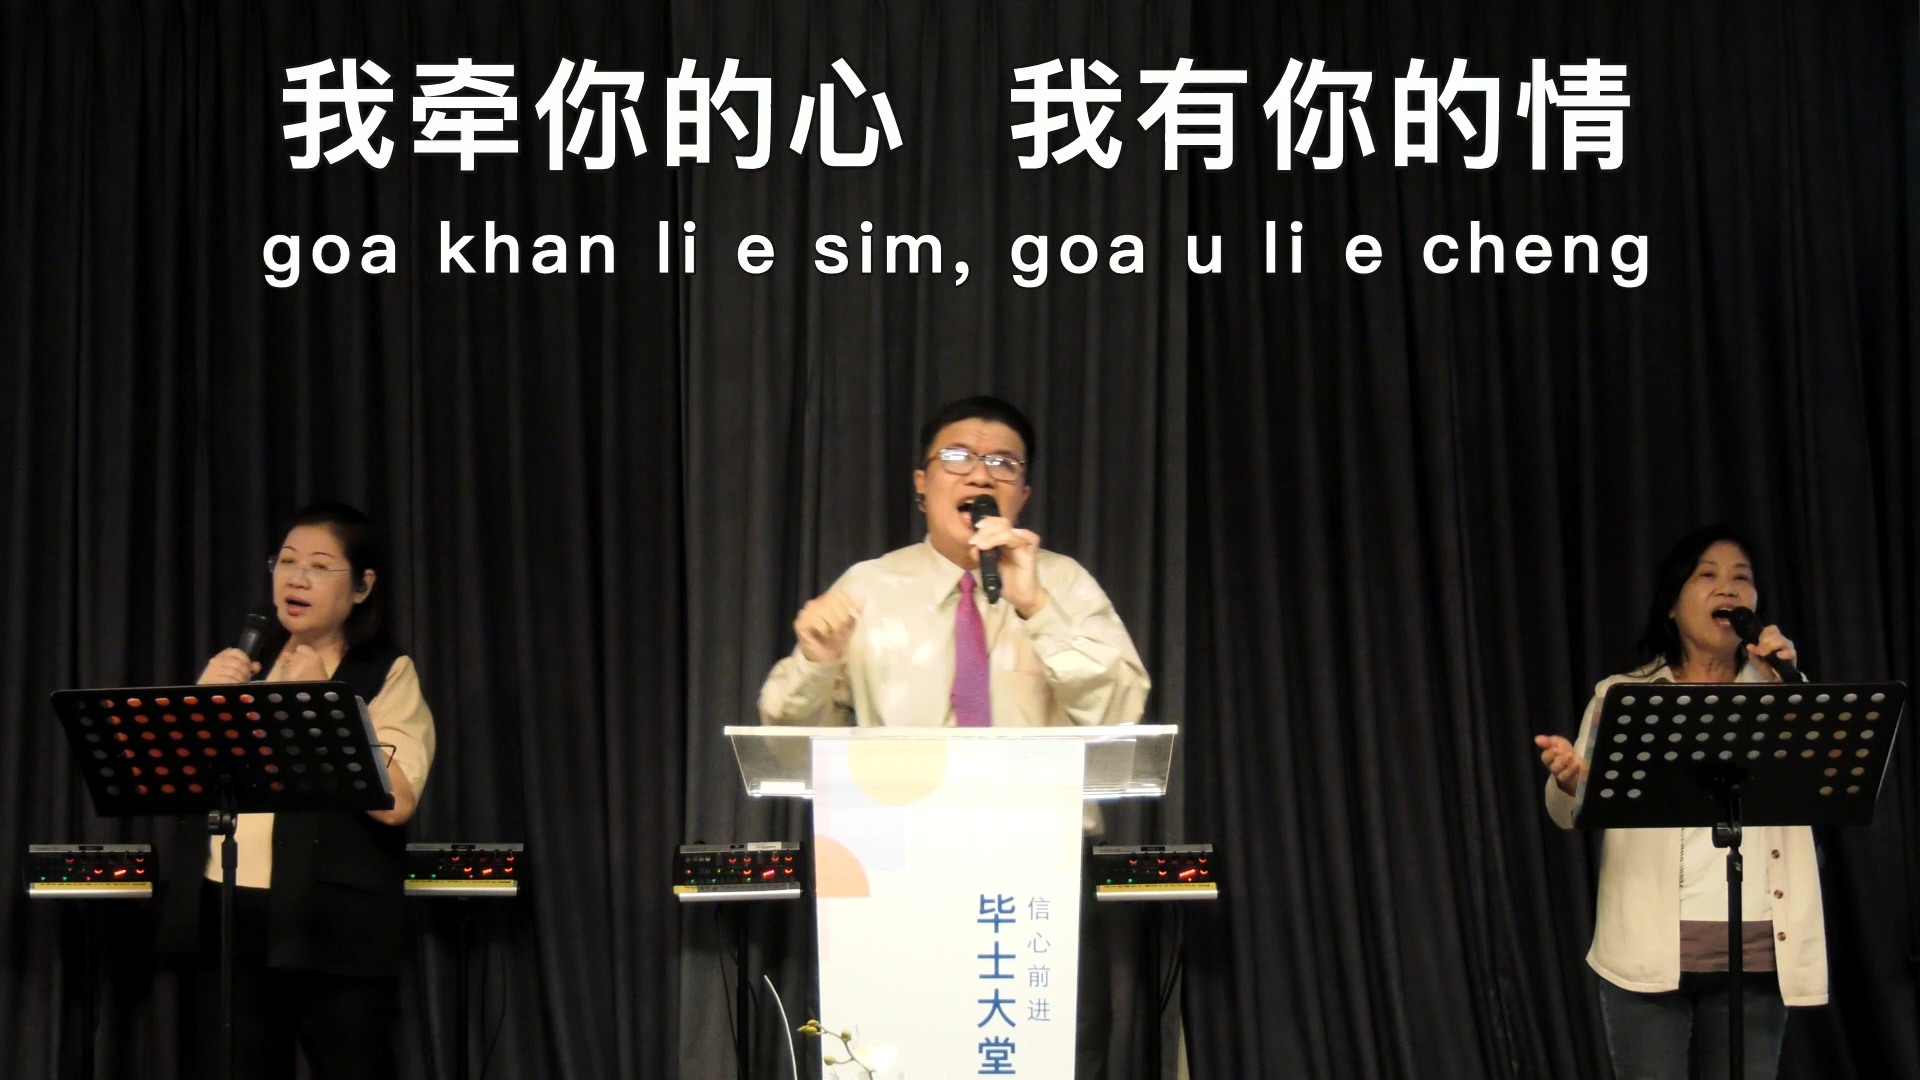 我牵你的心 我有你的情
goa khan li e sim, goa u li e cheng
信心前进
毕士大堂